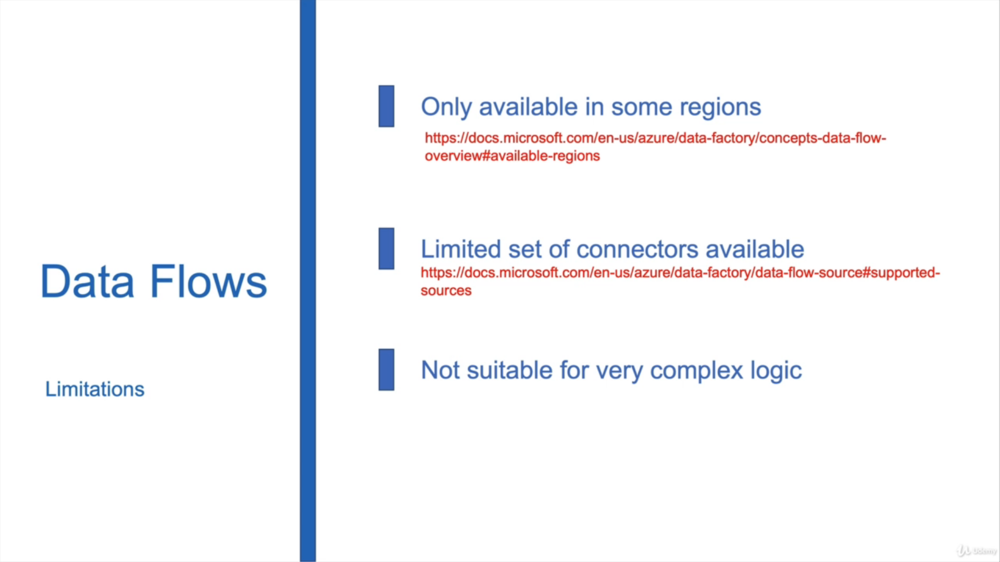 Data Flows
Limitations
Only available in some regions
https://docs.microsoft.com/en-us/azure/data-factory/concepts-data-flow-
overview#available-regions
Limited set of connectors available
https://docs.microsoft.com/en-us/azure/data-factory/data-flow-source#supported-
sources
Not suitable for very complex logic
Udemy